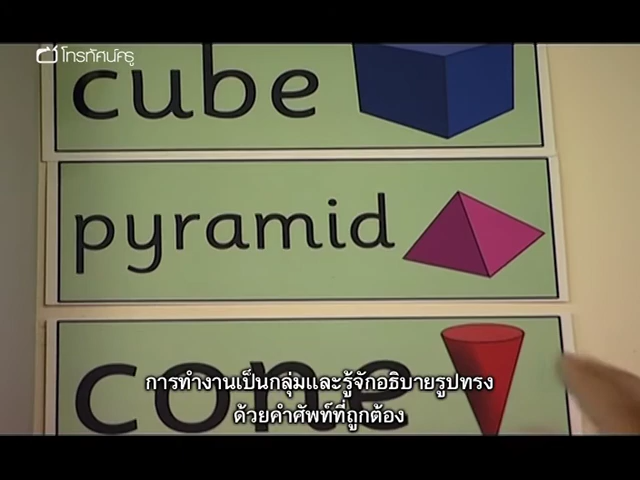 โทรทัศน์ครู
cube
pyramid
cone
การทำงานเป็นกลุ่มและรู้จักอธิบายรูปทรง
ด้วยคำศัพท์ที่ถูกต้อง